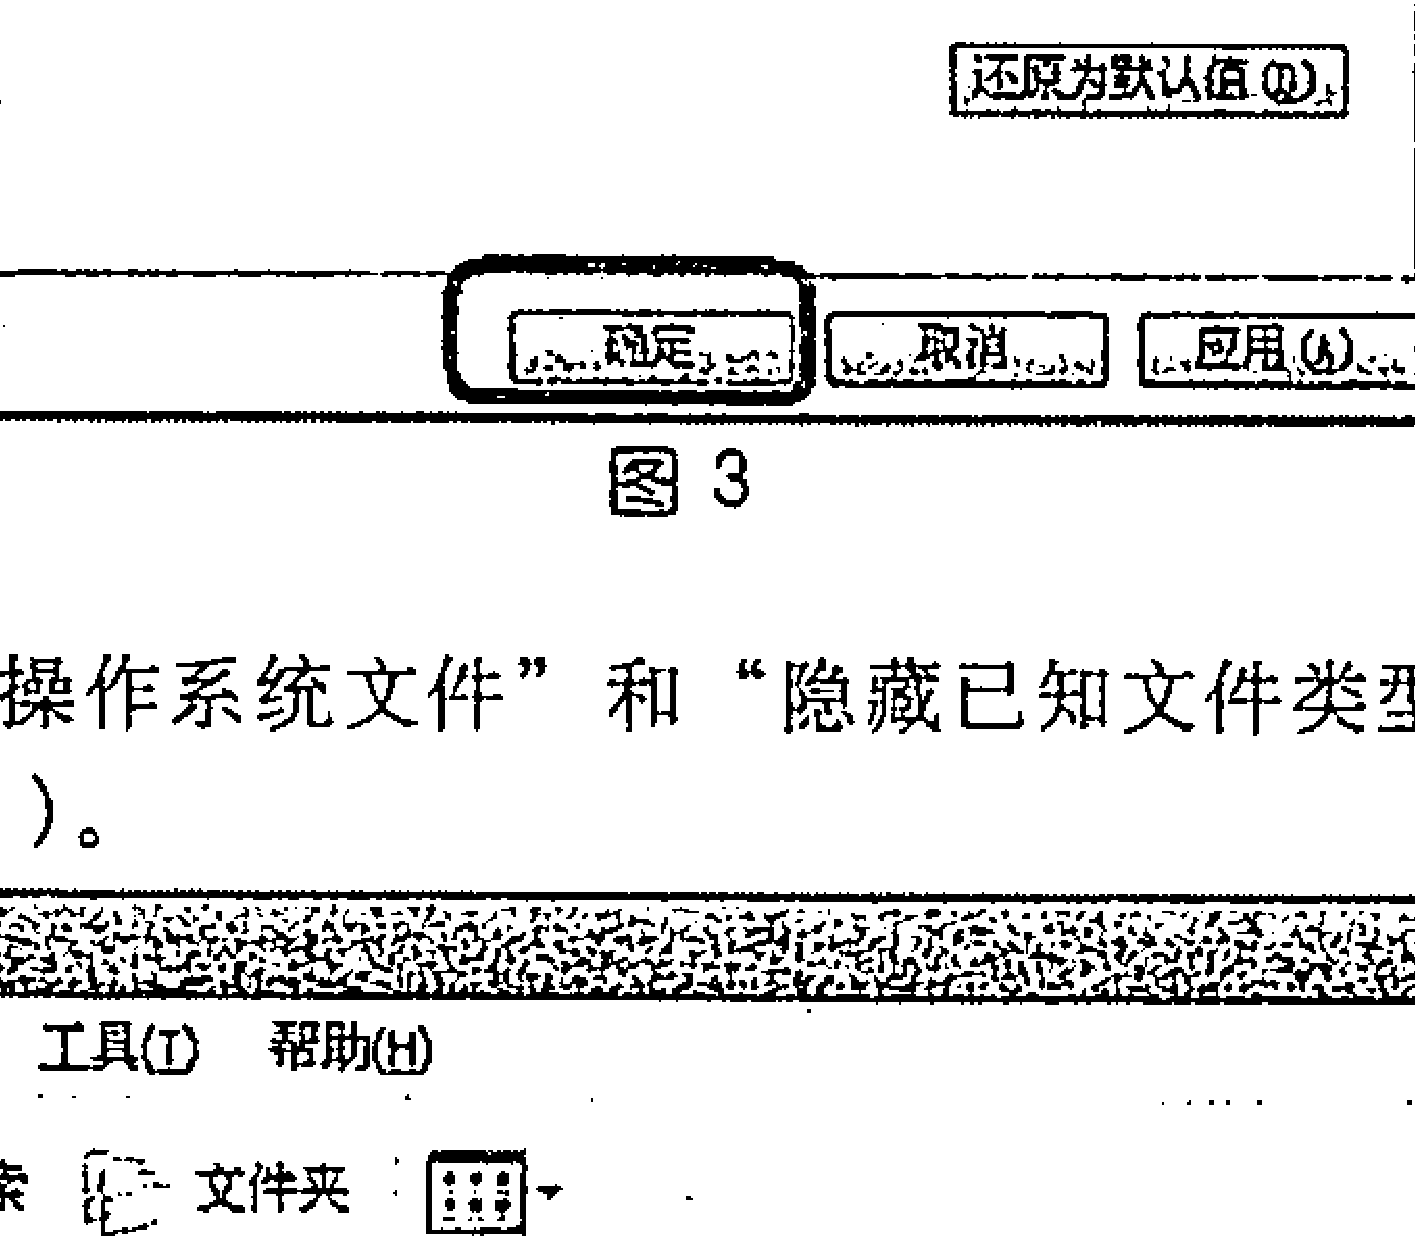 还原为默认值(R)
确定 取消 应用(A)
图 3
操作系统文件” 和 “隐藏已知文件类型
)。
工具(T) 帮助(H)
索 文件夹